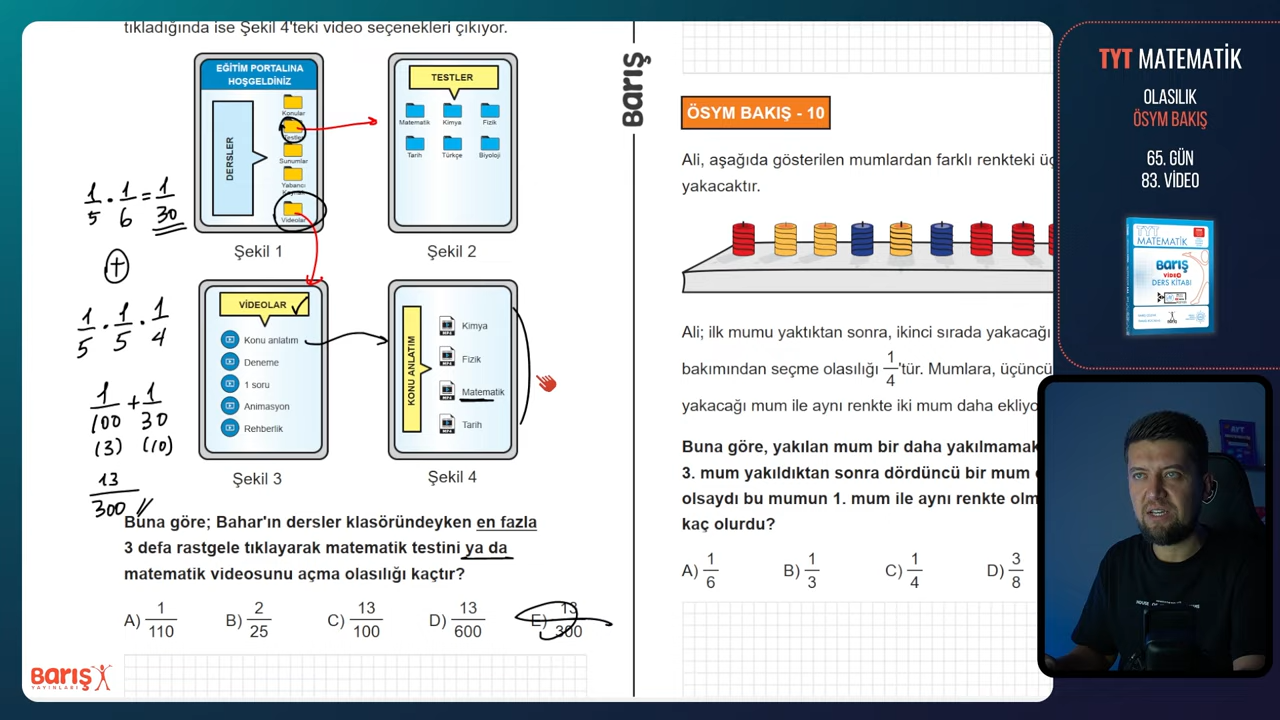 tıkladığında ise Şekil 4'teki video seçenekleri çıkıyor.
EĞİTİM PORTALINA
HOŞGELDİNİZ
DERSLER
Konular
Testler
Sunumlar
Yabancı
Videolar
Şekil 1
TESTLER
Matematik
Kimya
Fizik
Tarih
Türkçe
Biyoloji
Şekil 2
1/5 . 1/6 = 1/30
+
1/5 . 1/5 . 1/4
1/100 + 1/30
(3) (10)
13/300
VİDEOLAR
Konu anlatım
Deneme
1 soru
Animasyon
Rehberlik
Şekil 3
KONU ANLATIM
Kimya
Fizik
Matematik
Tarih
MP4
MP4
MP4
MP4
Şekil 4
Buna göre; Bahar'ın dersler klasöründeyken en fazla
3 defa rastgele tıklayarak matematik testini ya da
matematik videosunu açma olasılığı kaçtır?
A) 1/110 B) 2/25 C) 13/100 D) 13/600 E) 13/300
BARIŞ
YAYINLARI
Barış
ÖSYM BAKIŞ - 10
Ali, aşağıda gösterilen mumlardan farklı renkteki üç
yakacaktır.
Ali; ilk mumu yaktıktan sonra, ikinci sırada yakacağı
bakımından seçme olasılığı 1/4'tür. Mumlara, üçüncü
yakacağı mum ile aynı renkte iki mum daha ekliyo
Buna göre, yakılan mum bir daha yakılmamak
3. mum yakıldıktan sonra dördüncü bir mum
olsaydı bu mumun 1. mum ile aynı renkte olm
kaç olurdu?
A) 1/6 B) 1/3 C) 1/4 D) 3/8
TYT MATEMATİK
OLASILIK
ÖSYM BAKIŞ
65. GÜN
83. VİDEO
TYT
MATEMATİK
BARIŞ
VİDEO
DERS KİTABI